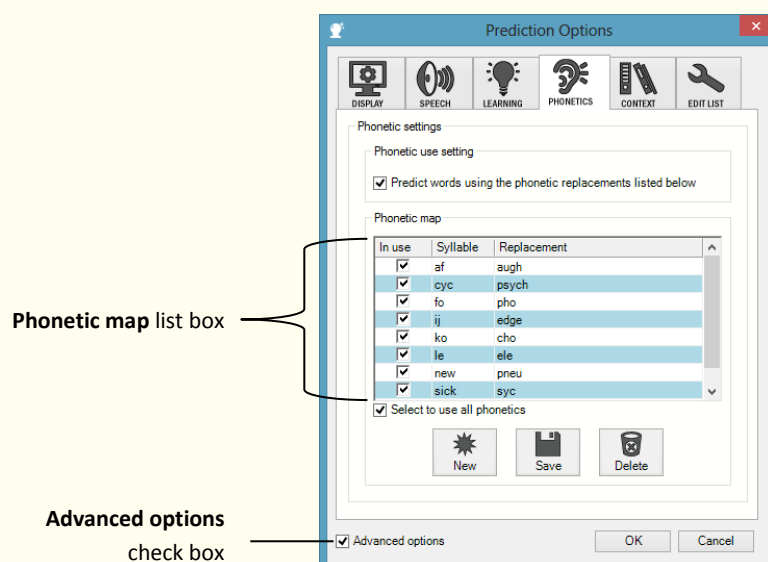 Prediction Options
DISPLAY SPEECH LEARNING PHONETICS CONTEXT EDIT LIST
Phonetic settings
Phonetic use setting
Predict words using the phonetic replacements listed below
Phonetic map
In use Syllable Replacement
af augh
cyc psych
fo pho
ij edge
ko cho
le ele
new pneu
sick syc
Phonetic map list box
Select to use all phonetics
New Save Delete
Advanced options
check box
Advanced options OK Cancel